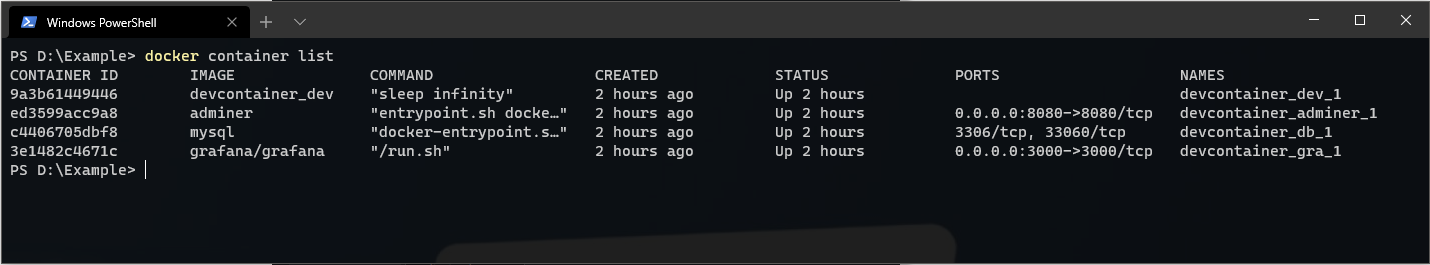 Windows PowerShell
PS D:\Example> docker container list
CONTAINER ID        IMAGE               COMMAND                  CREATED             STATUS              PORTS                    NAMES
9a3b61449446        devcontainer_dev    "sleep infinity"         2 hours ago         Up 2 hours                                   devcontainer_dev_1
ed3599acc9a8        adminer             "entrypoint.sh docke…"   2 hours ago         Up 2 hours          0.0.0.0:8080->8080/tcp   devcontainer_adminer_1
c4406705dbf8        mysql               "docker-entrypoint.s…"   2 hours ago         Up 2 hours          3306/tcp, 33060/tcp      devcontainer_db_1
3e1482c4671c        grafana/grafana     "/run.sh"                2 hours ago         Up 2 hours          0.0.0.0:3000->3000/tcp   devcontainer_gra_1
PS D:\Example>